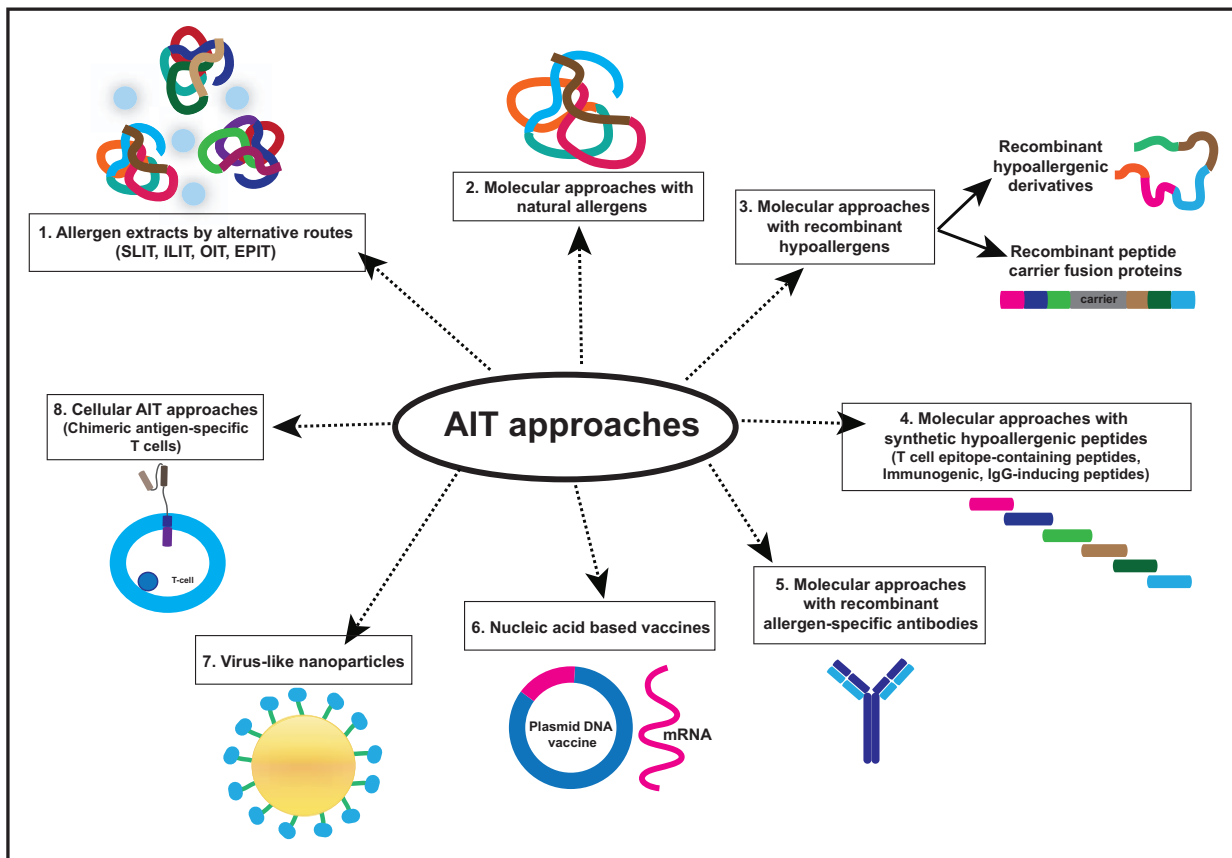 1. Allergen extracts by alternative routes
(SLIT, ILIT, OIT, EPIT)
2. Molecular approaches with
natural allergens
3. Molecular approaches
with recombinant
hypoallergens
Recombinant
hypoallergenic
derivatives
Recombinant peptide
carrier fusion proteins
carrier
AIT approaches
8. Cellular AIT approaches
(Chimeric antigen-specific
T cells)
T-cell
4. Molecular approaches with
synthetic hypoallergenic peptides
(T cell epitope-containing peptides,
Immunogenic, IgG-inducing peptides)
5. Molecular approaches
with recombinant
allergen-specific antibodies
6. Nucleic acid based vaccines
Plasmid DNA
vaccine
mRNA
7. Virus-like nanoparticles